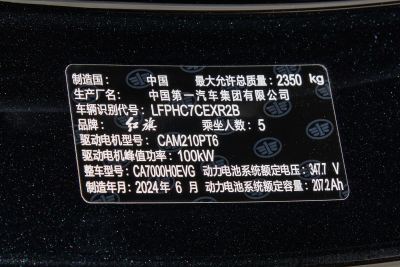 制造国： 中国 最大允许总质量：2350 kg
生产厂名： 中国第一汽车集团有限公司
车辆识别代号：LFPHC7CEXR2B
品牌：红旗 乘坐人数：5
驱动电机型号：CAM210PT6
驱动电机峰值功率：100kW
整车型号：CA7000H0EVG 动力电池系统额定电压：347.7 V
制造年月：2024 年 6 月 动力电池系统额定容量：207.2Ah